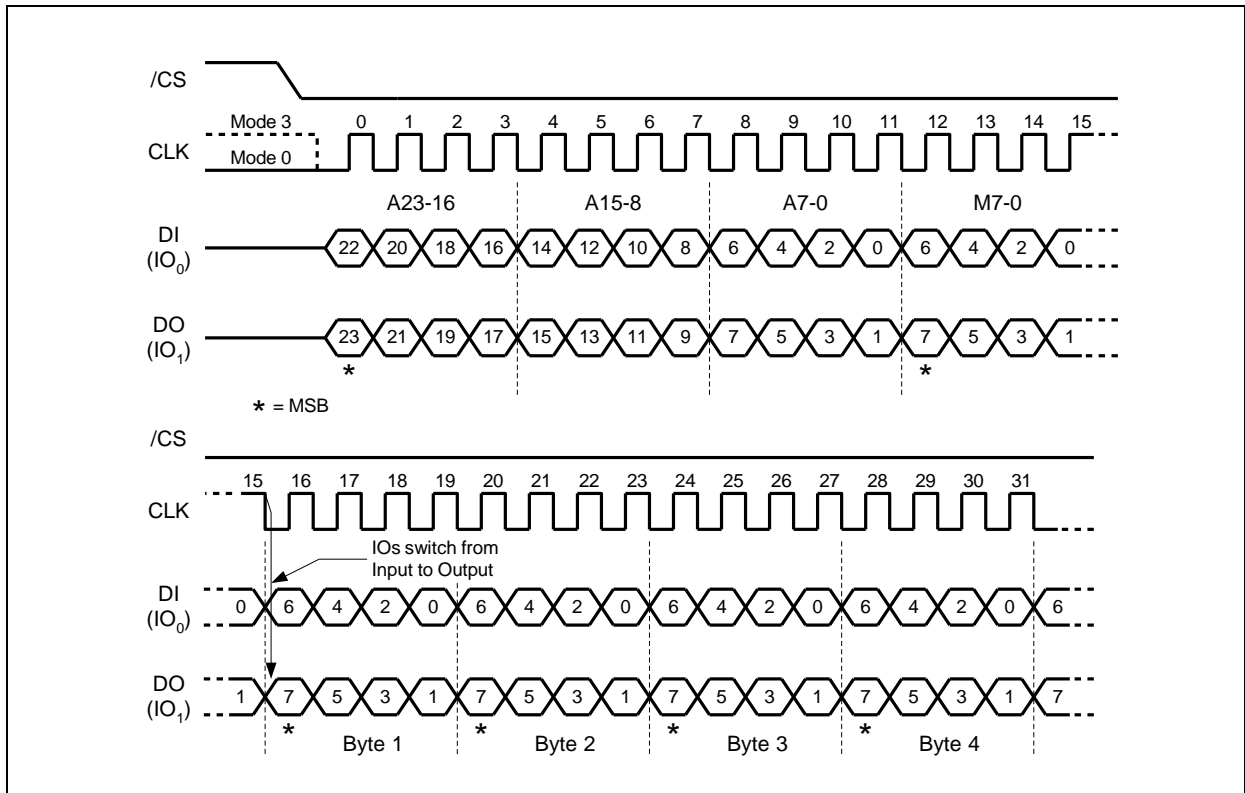 /CS
Mode 3 0 1 2 3 4 5 6 7 8 9 10 11 12 13 14 15
CLK
Mode 0
A23-16 A15-8 A7-0 M7-0
DI
(IO0) 22 20 18 16 14 12 10 8 6 4 2 0 6 4 2 0
DO
(IO1) 23 21 19 17 15 13 11 9 7 5 3 1 7 5 3 1
* *
* = MSB
/CS
15 16 17 18 19 20 21 22 23 24 25 26 27 28 29 30 31
CLK
IOs switch from
Input to Output
DI
(IO0) 0 6 4 2 0 6 4 2 0 6 4 2 0 6 4 2 0 6
DO
(IO1) 1 7 5 3 1 7 5 3 1 7 5 3 1 7 5 3 1 7
* Byte 1 * Byte 2 * Byte 3 * Byte 4